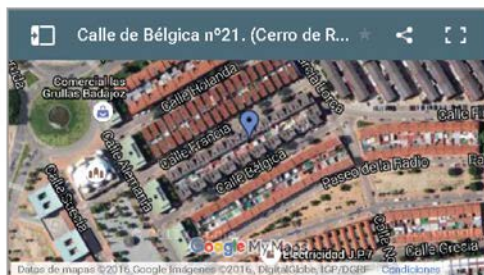 Calle de Bélgica nº21. (Cerro de R...
Comercial las
Grullas Badajoz
Calle Holanda
Calle Francia
Calle Bélgica
Calle Alemania
Calle Suecia
Paseo de la Radio
Calle Grecia
Electricidad J.P.7
Google My Maps
Datos de mapas ©2016 Google Imágenes ©2016, DigitalGlobe, IGP/DGRF
Condiciones